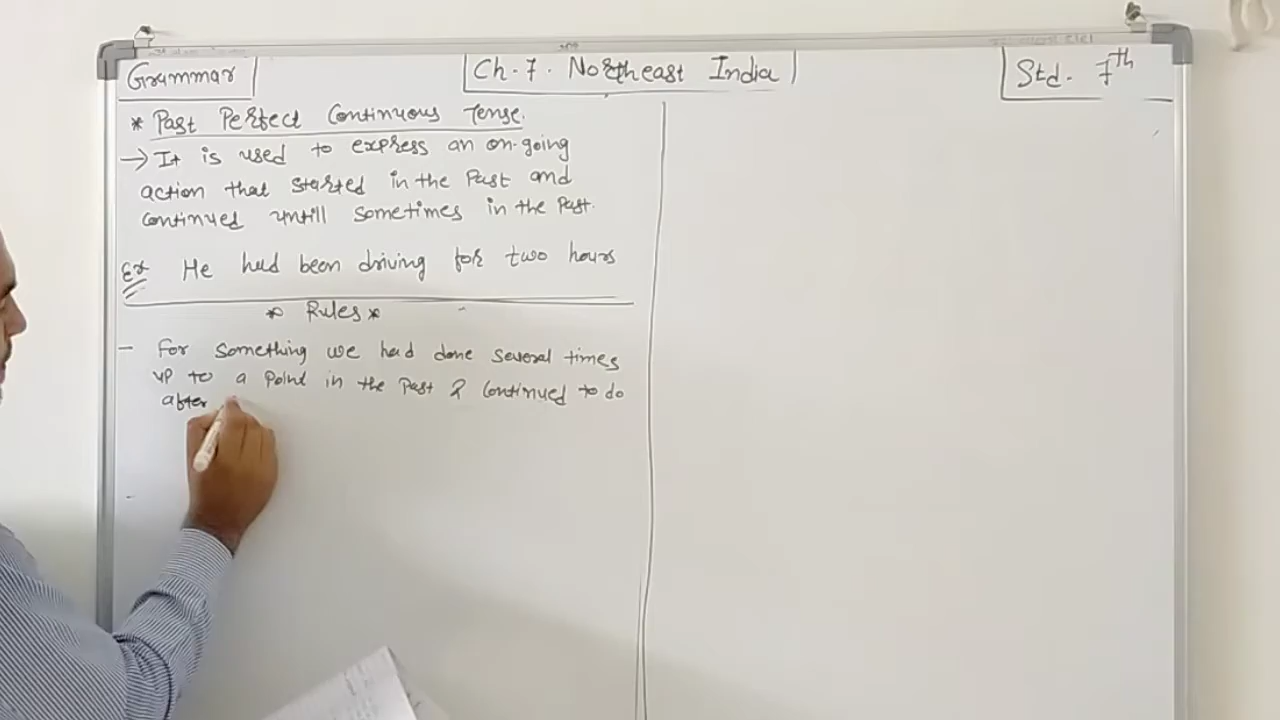 Grammar
Ch. 7. Northeast India
Std. 7th
* Past Perfect Continuous Tense.
→ It is used to express an on-going
action that started in the Past and
continued untill sometimes in the Past.
Ex He had been driving for two hours
* Rules *
- For something we had done several times
up to a Point in the Past & Continued to do
after